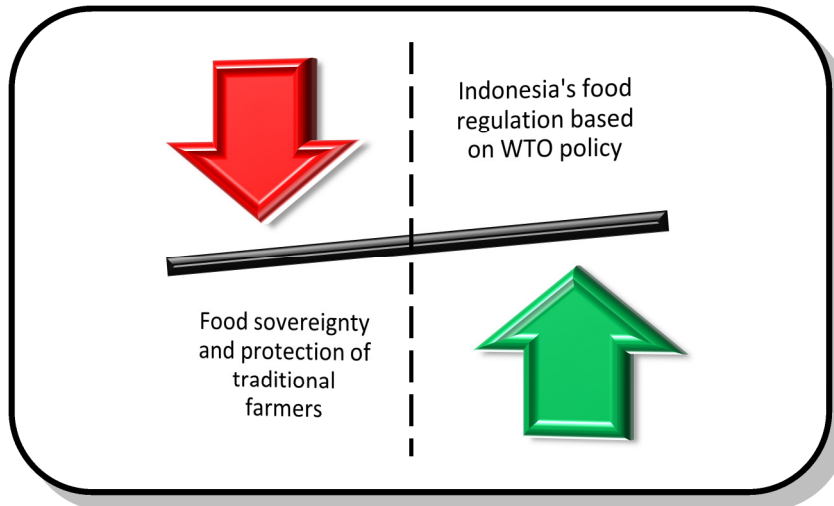 Indonesia's food
regulation based
on WTO policy
Food sovereignty
and protection of
traditional
farmers